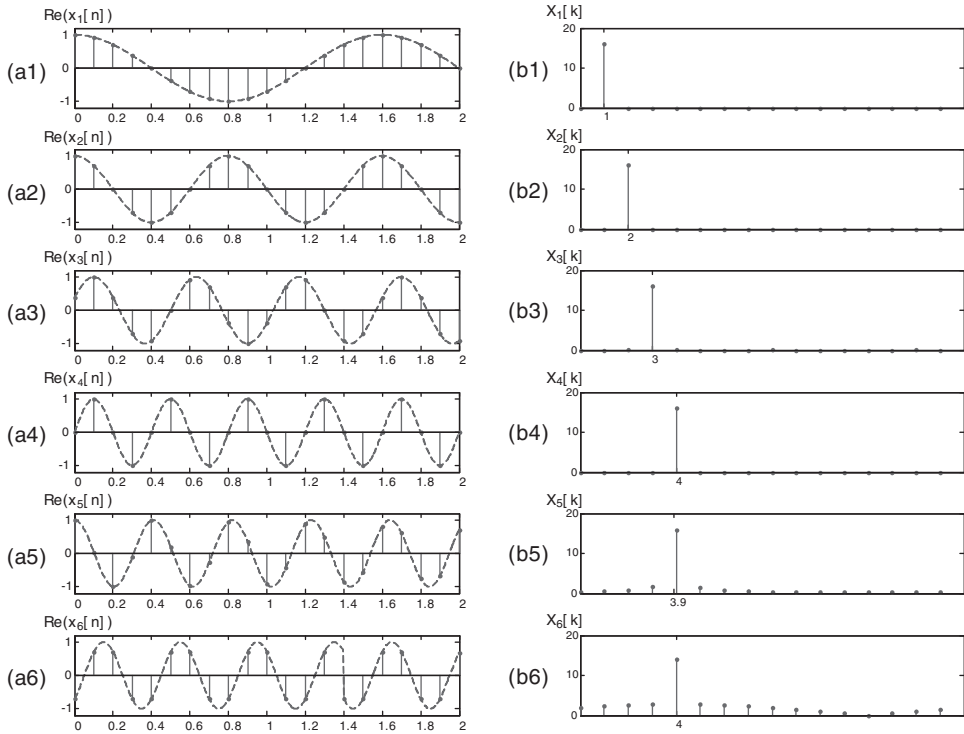 Re(x1[ n] )
(a1)
1
0
-1
0 0.2 0.4 0.6 0.8 1 1.2 1.4 1.6 1.8 2
X1[ k]
(b1)
20
10
0
1
Re(x2[ n] )
(a2)
1
0
-1
0 0.2 0.4 0.6 0.8 1 1.2 1.4 1.6 1.8 2
X2[ k]
(b2)
20
10
0
2
Re(x3[ n] )
(a3)
1
0
-1
0 0.2 0.4 0.6 0.8 1 1.2 1.4 1.6 1.8 2
X3[ k]
(b3)
20
10
0
3
Re(x4[ n] )
(a4)
1
0
-1
0 0.2 0.4 0.6 0.8 1 1.2 1.4 1.6 1.8 2
X4[ k]
(b4)
20
10
0
4
Re(x5[ n] )
(a5)
1
0
-1
0 0.2 0.4 0.6 0.8 1 1.2 1.4 1.6 1.8 2
X5[ k]
(b5)
20
10
0
3.9
Re(x6[ n] )
(a6)
1
0
-1
0 0.2 0.4 0.6 0.8 1 1.2 1.4 1.6 1.8 2
X6[ k]
(b6)
20
10
0
4